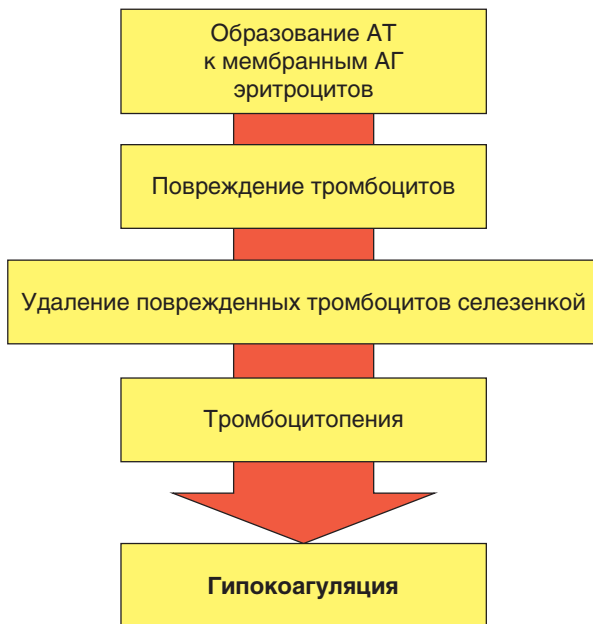 Образование АТ
к мембранным АГ
эритроцитов
Повреждение тромбоцитов
Удаление поврежденных тромбоцитов селезенкой
Тромбоцитопения
Гипокоагуляция